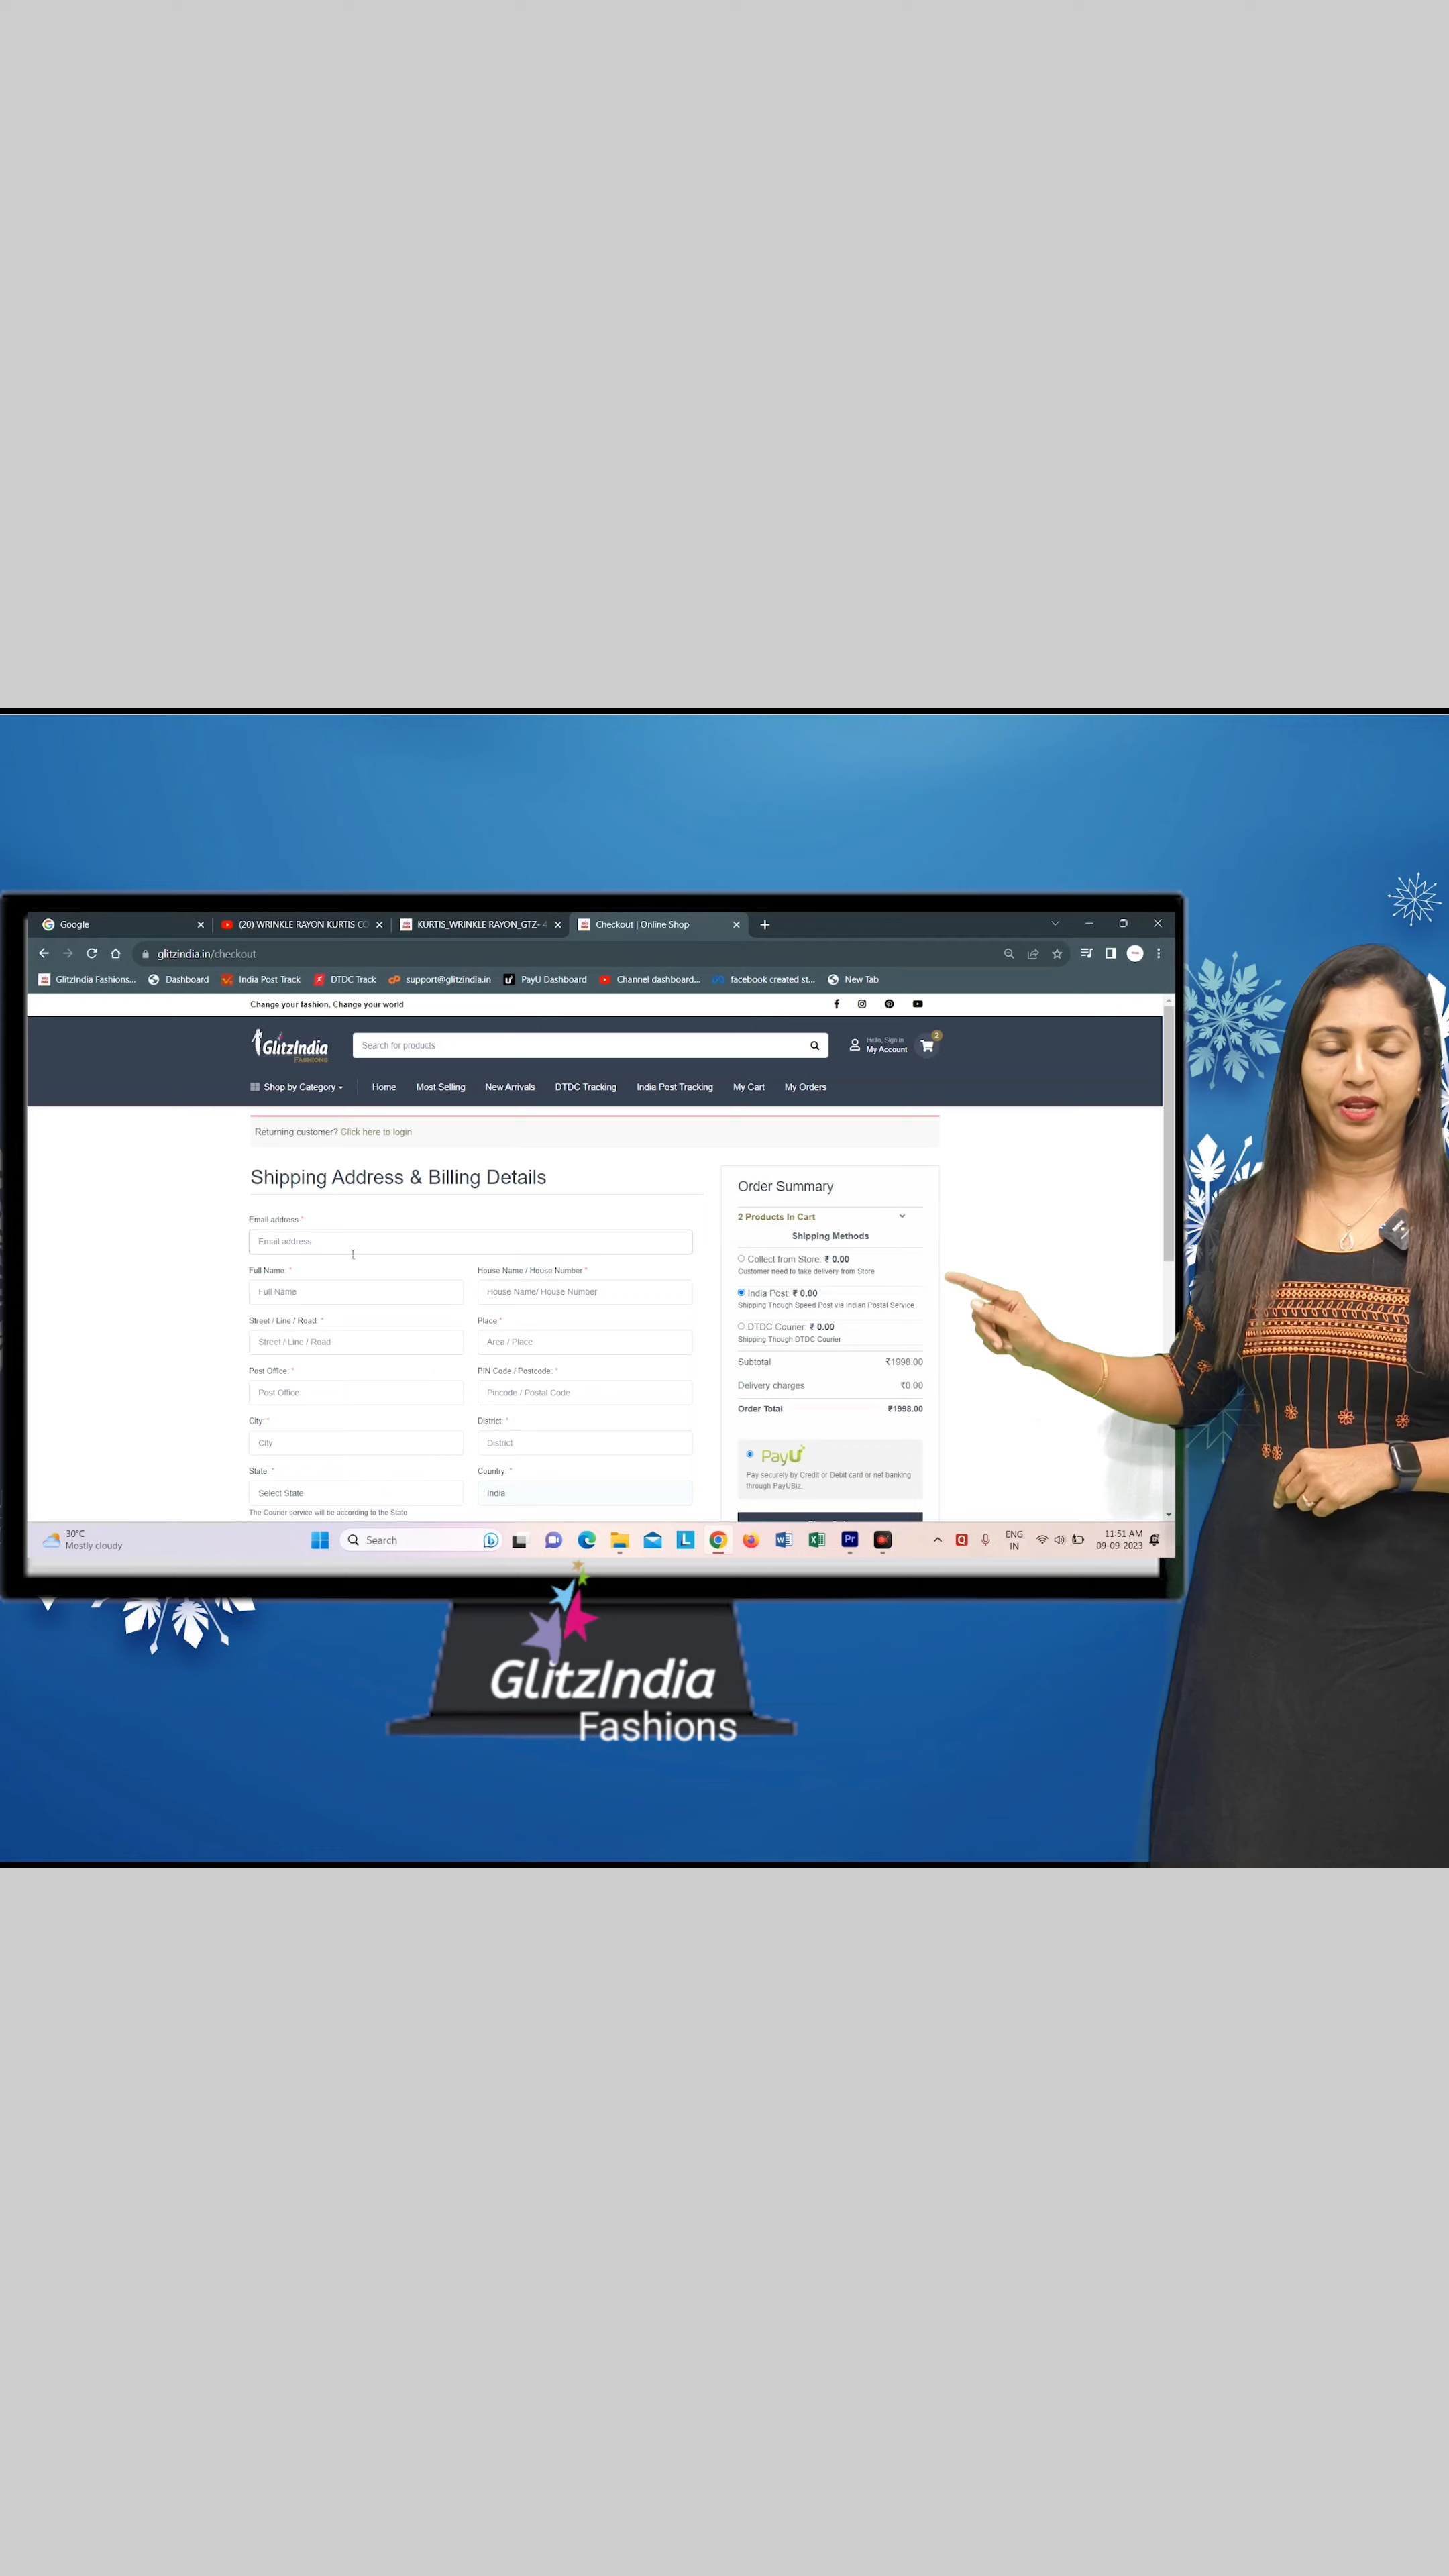 Google
(20) WRINKLE RAYON KURTIS CO
KURTIS_WRINKLE RAYON_GTZ- 4
Checkout | Online Shop
glitzindia.in/checkout
GlitzIndia Fashions...
Dashboard
India Post Track
DTDC Track
support@glitzindia.in
PayU Dashboard
Channel dashboard...
facebook created st...
New Tab
Change your fashion, Change your world
GlitzIndia
FASHIONS
Search for products
Hello, Sign in
My Account
2
Shop by Category
Home
Most Selling
New Arrivals
DTDC Tracking
India Post Tracking
My Cart
My Orders
Returning customer? Click here to login
Shipping Address & Billing Details
Email address *
Email address
Full Name: *
House Name / House Number *
Full Name
House Name/ House Number
Street / Line / Road: *
Place *
Street / Line / Road
Area / Place
Post Office: *
PIN Code / Postcode: *
Post Office
Pincode / Postal Code
City: *
District: *
City
District
State: *
Country: *
Select State
India
The Courier service will be according to the State
Order Summary
2 Products In Cart
Shipping Methods
Collect from Store: ₹ 0.00
Customer need to take delivery from Store
India Post: ₹ 0.00
Shipping Though Speed Post via Indian Postal Service
DTDC Courier: ₹ 0.00
Shipping Though DTDC Courier
Subtotal ₹1998.00
Delivery charges ₹0.00
Order Total ₹1998.00
PayU
Pay securely by Credit or Debit card or net banking
through PayUBiz.
30°C
Mostly cloudy
Search
ENG
IN
11:51 AM
09-09-2023
GlitzIndia
Fashions